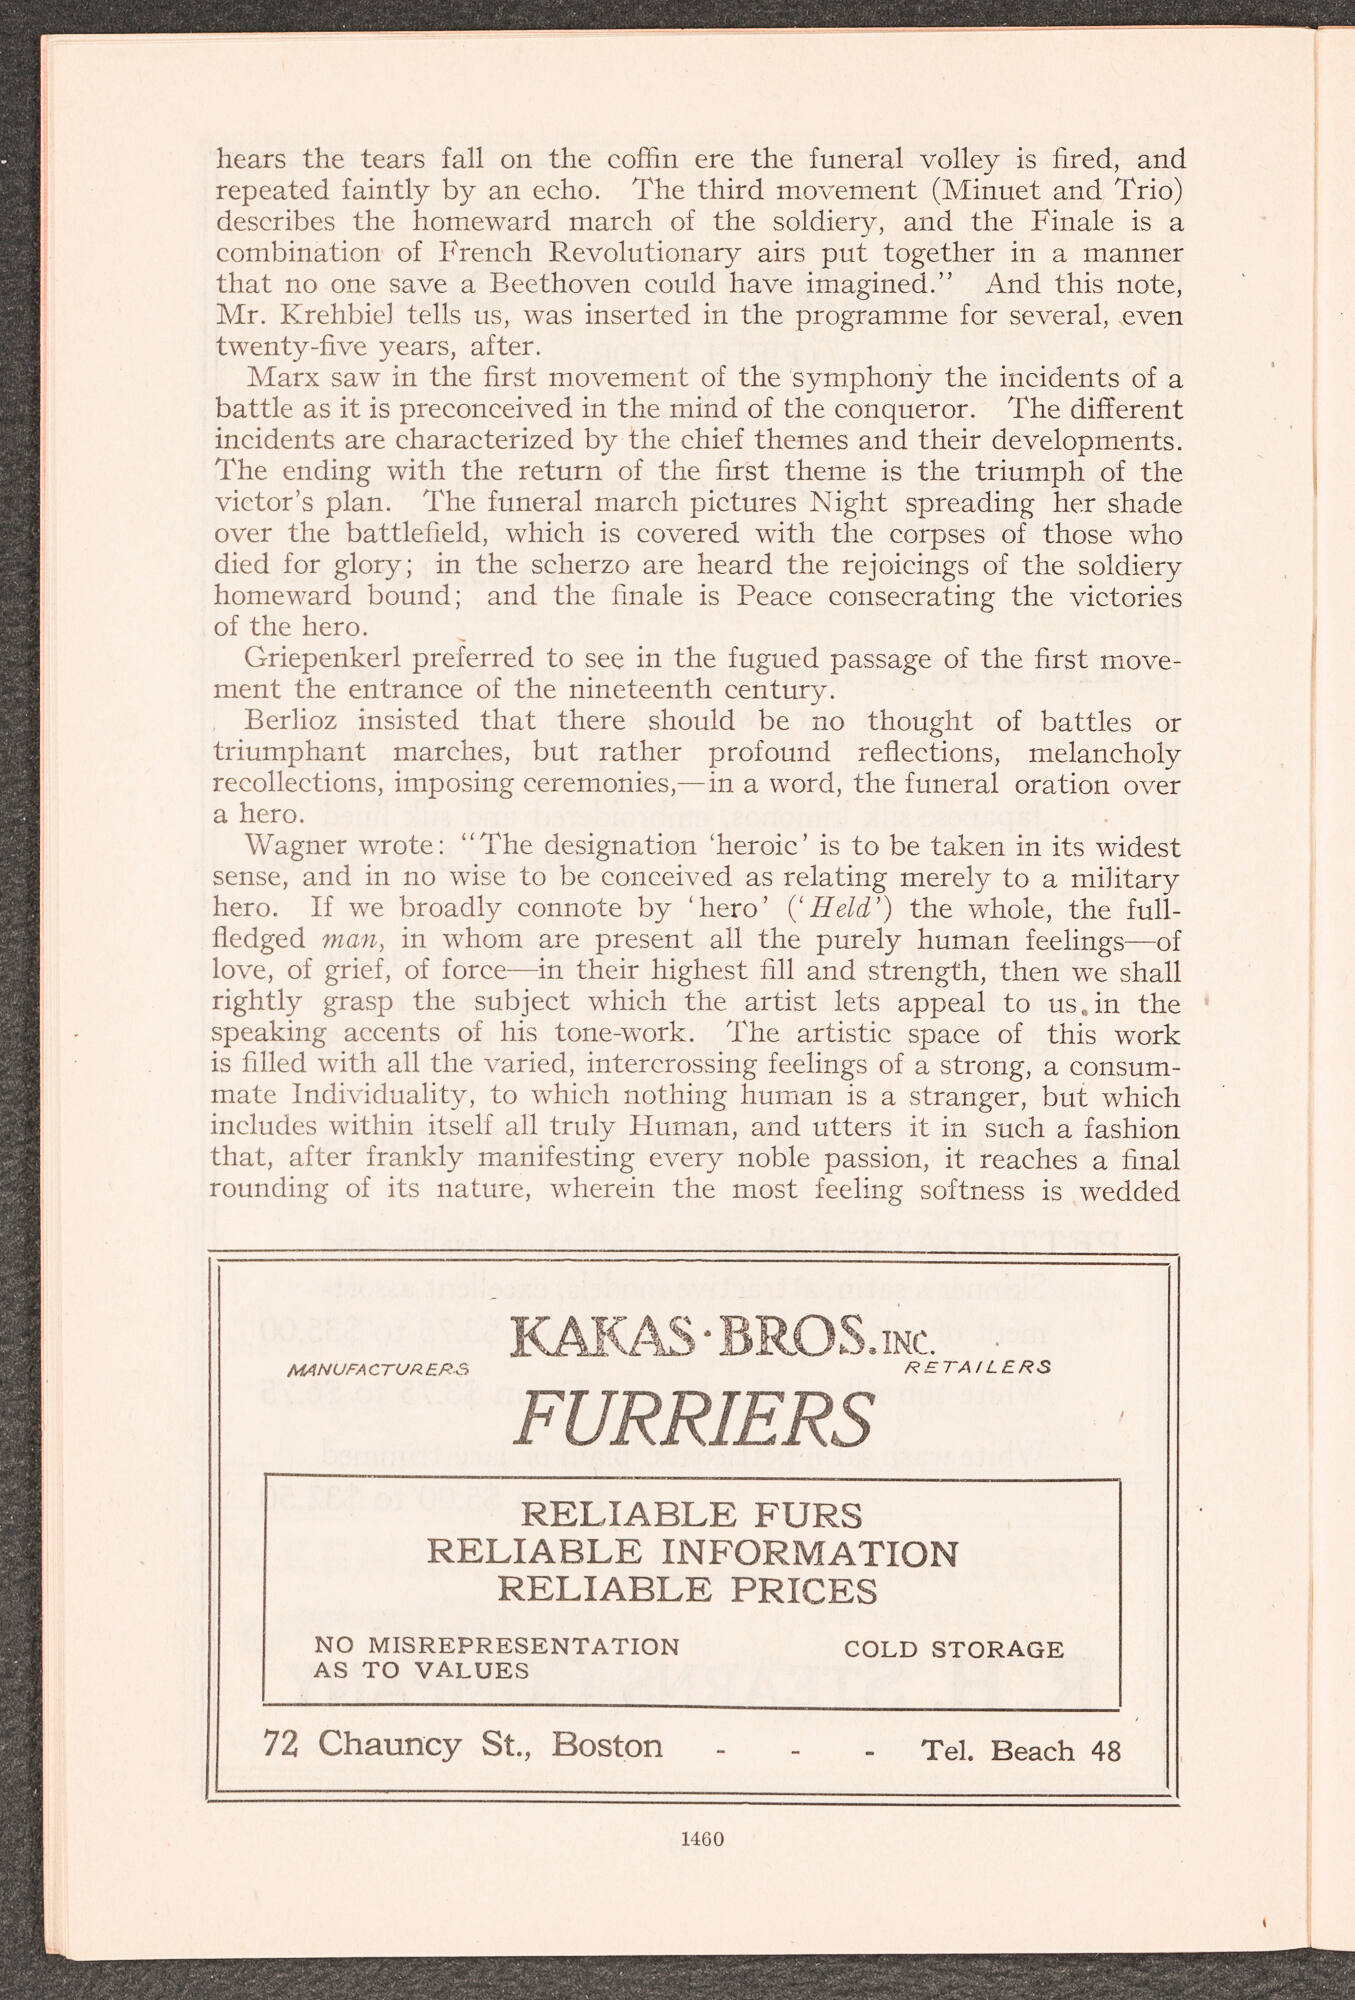 hears the tears fall on the coffin ere the funeral volley is fired, and
repeated faintly by an echo. The third movement (Minuet and Trio)
describes the homeward march of the soldiery, and the Finale is a
combination of French Revolutionary airs put together in a manner
that no one save a Beethoven could have imagined.” And this note,
Mr. Krehbiel tells us, was inserted in the programme for several, even
twenty-five years, after.
Marx saw in the first movement of the symphony the incidents of a
battle as it is preconceived in the mind of the conqueror. The different
incidents are characterized by the chief themes and their developments.
The ending with the return of the first theme is the triumph of the
victor’s plan. The funeral march pictures Night spreading her shade
over the battlefield, which is covered with the corpses of those who
died for glory; in the scherzo are heard the rejoicings of the soldiery
homeward bound; and the finale is Peace consecrating the victories
of the hero.
Griepenkerl preferred to see in the fugued passage of the first move-
ment the entrance of the nineteenth century.
Berlioz insisted that there should be no thought of battles or
triumphant marches, but rather profound reflections, melancholy
recollections, imposing ceremonies,—in a word, the funeral oration over
a hero.
Wagner wrote: “The designation ‘heroic’ is to be taken in its widest
sense, and in no wise to be conceived as relating merely to a military
hero. If we broadly connote by ‘hero’ (‘Held’) the whole, the full-
fledged man, in whom are present all the purely human feelings—of
love, of grief, of force—in their highest fill and strength, then we shall
rightly grasp the subject which the artist lets appeal to us in the
speaking accents of his tone-work. The artistic space of this work
is filled with all the varied, intercrossing feelings of a strong, a consum-
mate Individuality, to which nothing human is a stranger, but which
includes within itself all truly Human, and utters it in such a fashion
that, after frankly manifesting every noble passion, it reaches a final
rounding of its nature, wherein the most feeling softness is wedded
KAKAS·BROS. INC.
MANUFACTURERS RETAILERS
FURRIERS
RELIABLE FURS
RELIABLE INFORMATION
RELIABLE PRICES
NO MISREPRESENTATION COLD STORAGE
AS TO VALUES
72 Chauncy St., Boston - - - Tel. Beach 48
1460